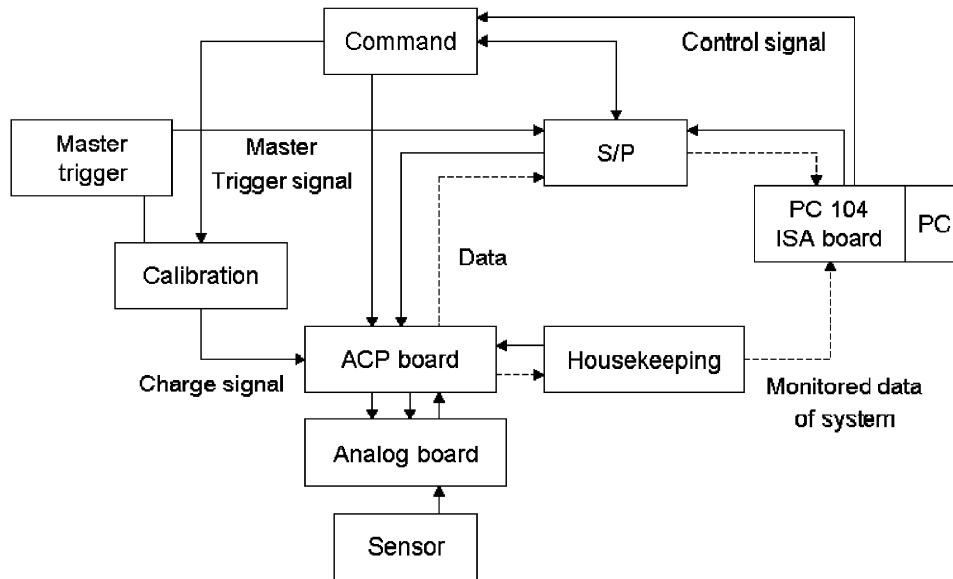 Command
Control signal
Master
trigger
Master
Trigger signal
S/P
PC 104
ISA board
PC
Calibration
Data
ACP board
Housekeeping
Charge signal
Monitored data
of system
Analog board
Sensor